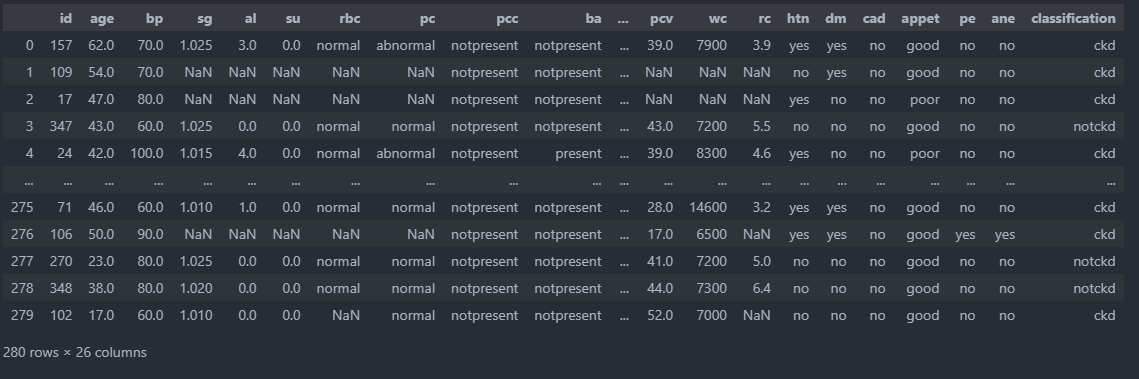 id age bp sg al su rbc pc pcc ba ... pcv wc rc htn dm cad appet pe ane classification
0 157 62.0 70.0 1.025 3.0 0.0 normal abnormal notpresent notpresent ... 39.0 7900 3.9 yes yes no good no no ckd
1 109 54.0 70.0 NaN NaN NaN NaN NaN notpresent notpresent ... NaN NaN NaN no yes no good no no ckd
2 17 47.0 80.0 NaN NaN NaN NaN NaN notpresent notpresent ... NaN NaN NaN yes no no poor no no ckd
3 347 43.0 60.0 1.025 0.0 0.0 normal normal notpresent notpresent ... 43.0 7200 5.5 no no no good no no notckd
4 24 42.0 100.0 1.015 4.0 0.0 normal abnormal notpresent present ... 39.0 8300 4.6 yes no no poor no no ckd
... ... ... ... ... ... ... ... ... ... ... ... ... ... ... ... ... ... ... ... ... ...
275 71 46.0 60.0 1.010 1.0 0.0 normal normal notpresent notpresent ... 28.0 14600 3.2 yes yes no good no no ckd
276 106 50.0 90.0 NaN NaN NaN NaN NaN notpresent notpresent ... 17.0 6500 NaN yes yes no good yes yes ckd
277 270 23.0 80.0 1.025 0.0 0.0 normal normal notpresent notpresent ... 41.0 7200 5.0 no no no good no no notckd
278 348 38.0 80.0 1.020 0.0 0.0 normal normal notpresent notpresent ... 44.0 7300 6.4 no no no good no no notckd
279 102 17.0 60.0 1.010 0.0 0.0 NaN normal notpresent notpresent ... 52.0 7000 NaN no no no good no no ckd
280 rows × 26 columns